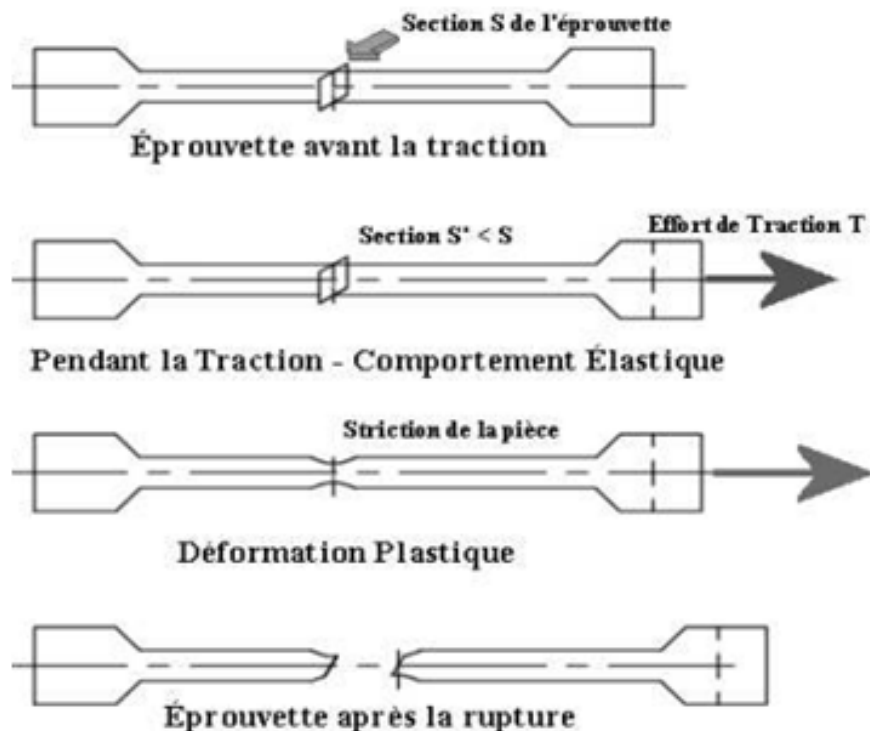 Section S de l'éprouvette
Éprouvette avant la traction
Section S' < S
Effort de Traction T
Pendant la Traction - Comportement Élastique
Striction de la pièce
Déformation Plastique
Éprouvette après la rupture